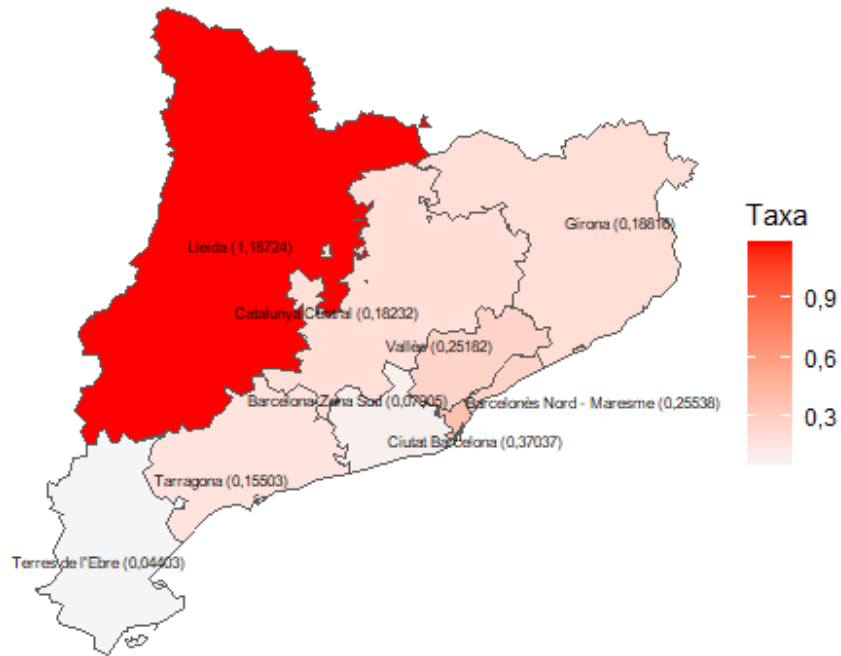 Taxa
Girona (0,18816)
Lleida (1,18724)
0,9
Catalunya Central (0,18232)
Vallès (0,25182)
0,6
Barcelona Zona Sud (0,07905)
Barcelonès Nord - Maresme (0,25538)
0,3
Ciutat Barcelona (0,37037)
Tarragona (0,15503)
Terres de l'Ebre (0,04403)